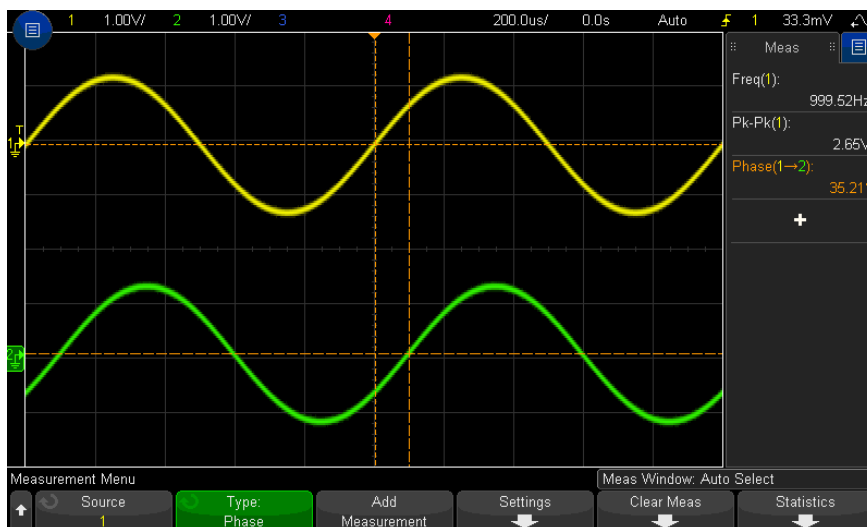 1 1.00V/ 2 1.00V/ 3 4 200.0us/ 0.0s Auto 1 33.3mV
Meas
Freq(1):
999.52Hz
Pk-Pk(1):
2.65V
Phase(1→2):
35.21°
+
T
1
2
Measurement Menu
Meas Window: Auto Select
Source
1
Type:
Phase
Add
Measurement
Settings
Clear Meas
Statistics